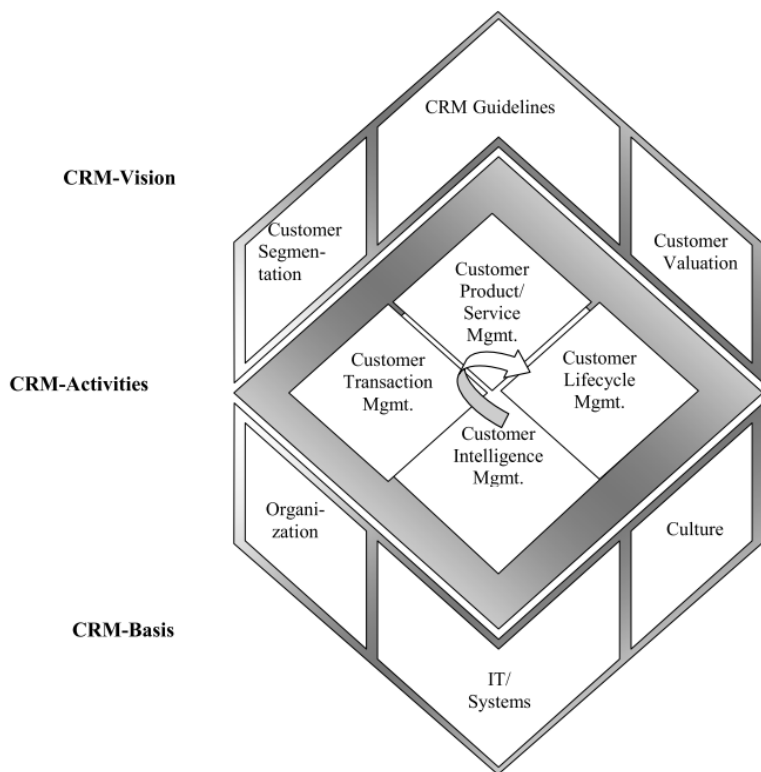 CRM Guidelines
CRM-Vision
Customer
Segmen-
tation
Customer
Valuation
Customer
Product/
Service
Mgmt.
CRM-Activities
Customer
Transaction
Mgmt.
Customer
Lifecycle
Mgmt.
Customer
Intelligence
Mgmt.
Organi-
zation
Culture
CRM-Basis
IT/
Systems